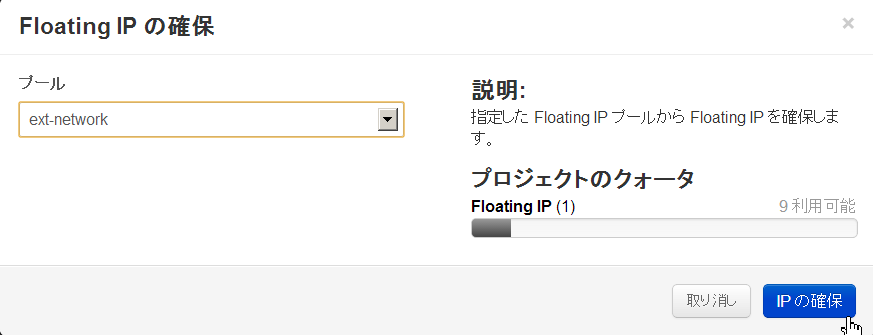 Floating IP の確保
×
プール
ext-network
説明:
指定した Floating IP プールから Floating IP を確保しま
す。
プロジェクトのクォータ
Floating IP (1) 9 利用可能
取り消し IP の確保